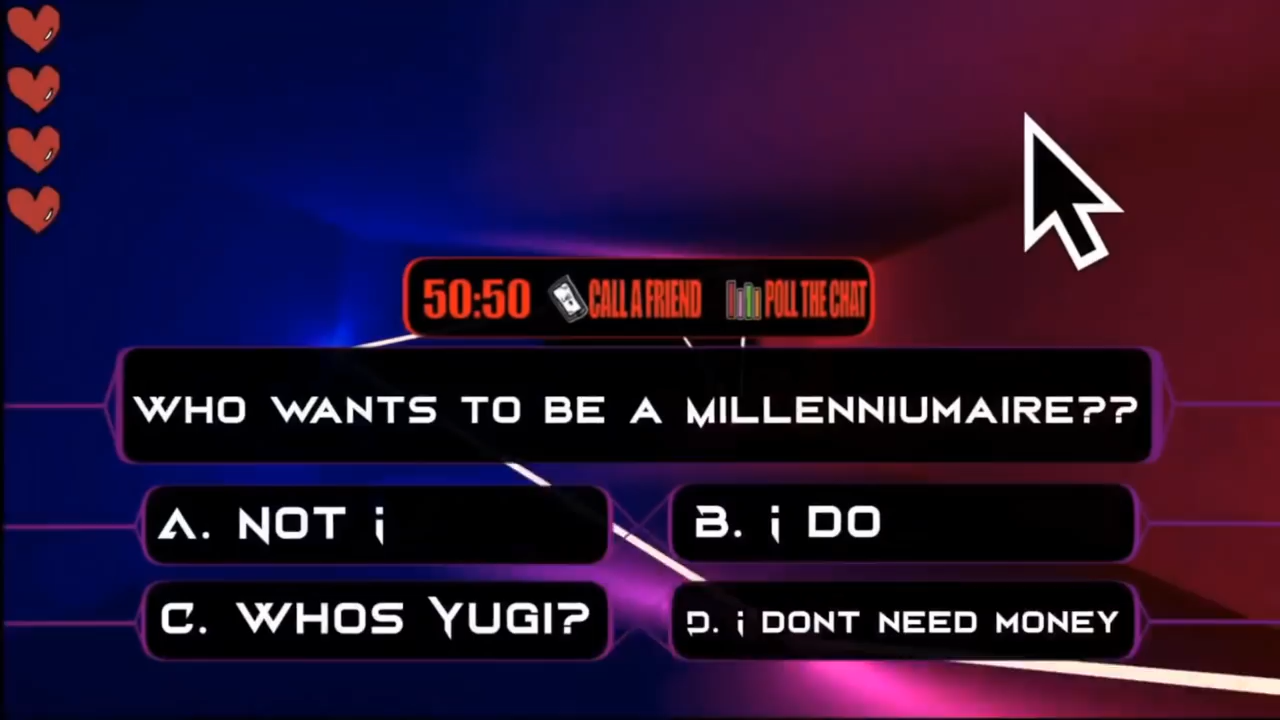 50:50 CALL A FRIEND POLL THE CHAT
WHO WANTS TO BE A MILLENNIUMAIRE??
A. NOT i
B. i DO
C. WHOS YUGI?
D. i DONT NEED MONEY